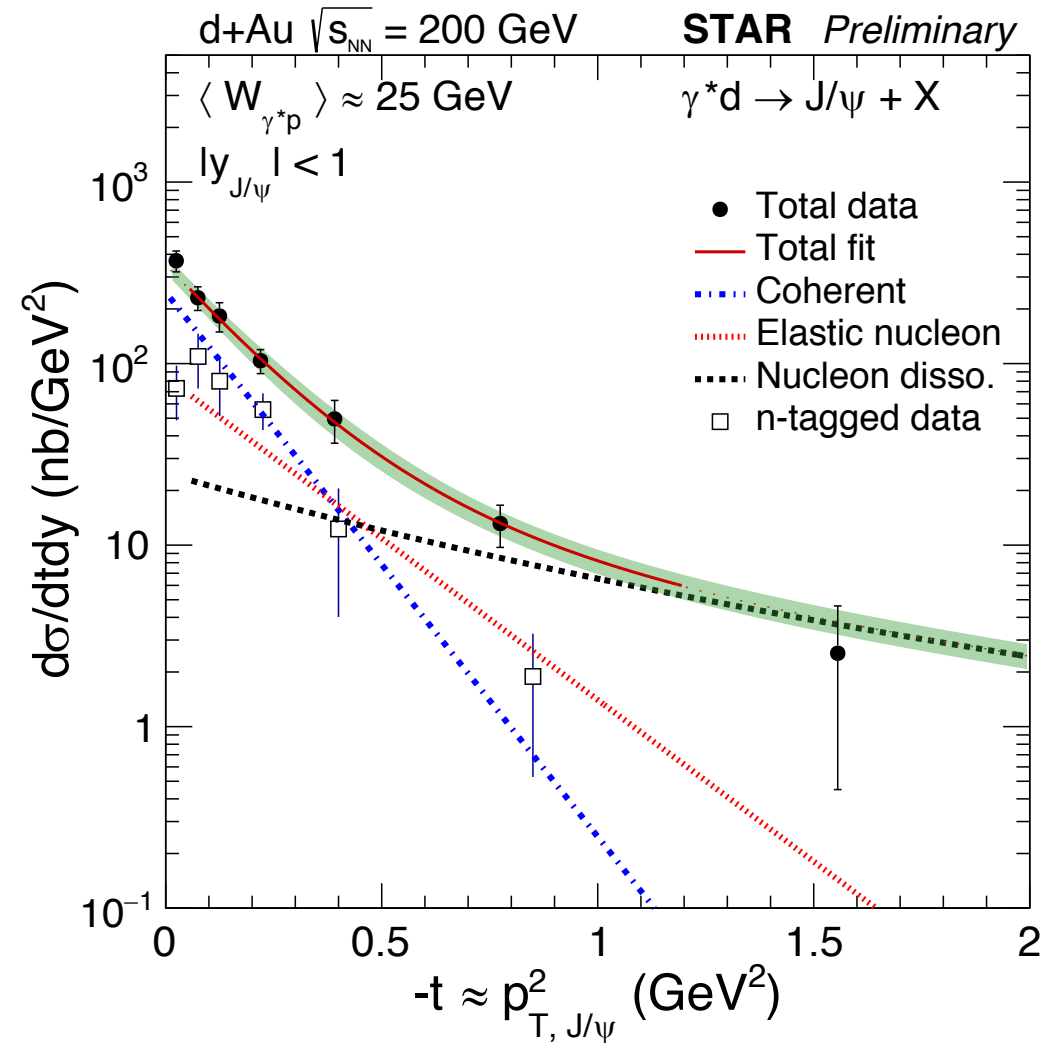 d+Au √s_NN = 200 GeV STAR Preliminary
⟨ W_γ*p ⟩ ≈ 25 GeV γ*d → J/ψ + X
|y_J/ψ| < 1
Total data
Total fit
Coherent
Elastic nucleon
Nucleon disso.
n-tagged data
dσ/dtdy (nb/GeV²)
10³
10²
10
1
10⁻¹
0 0.5 1 1.5 2
-t ≈ p²_T, J/ψ (GeV²)